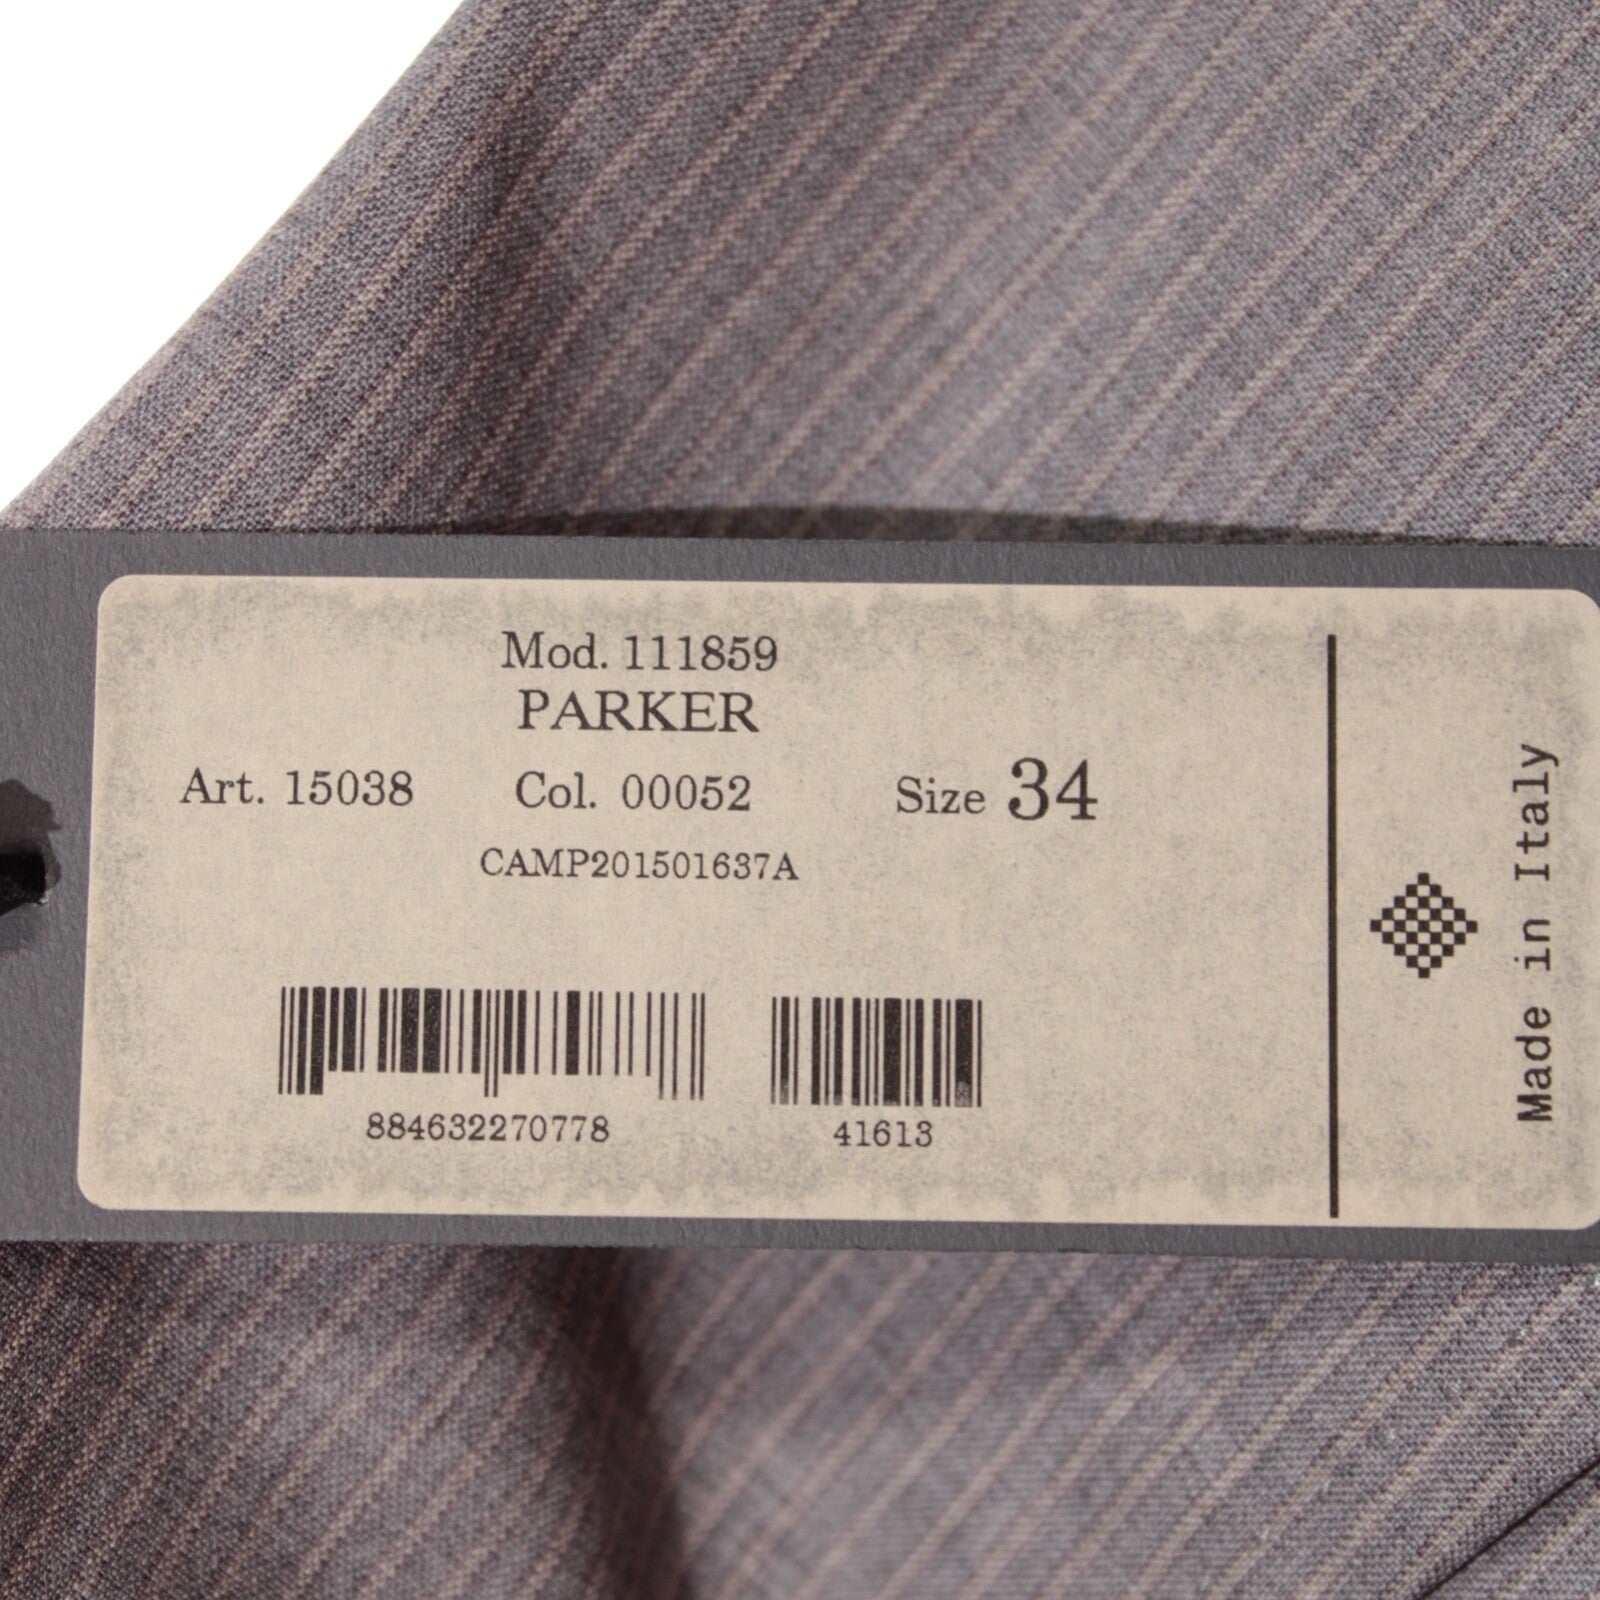 Mod. 111859
PARKER
Art. 15038 Col. 00052 Size 34
CAMP201501637A
884632270778 41613
Made in Italy